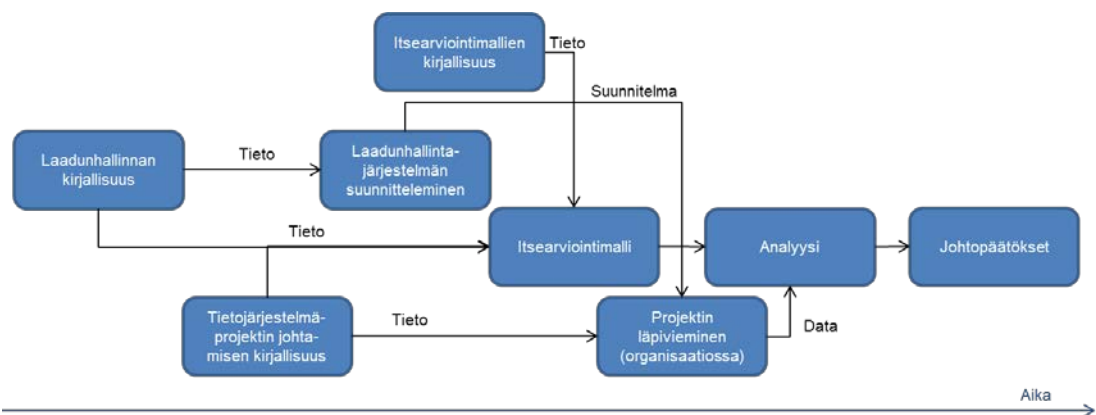 Itsearviointimallien
kirjallisuus
Tieto
Suunnitelma
Laadunhallinnan
kirjallisuus
Tieto
Laadunhallinta-
järjestelmän
suunnitteleminen
Tieto
Itsearviointimalli
Analyysi
Johtopäätökset
Tietojärjestelmä-
projektin johta-
misen kirjallisuus
Tieto
Projektin
läpivieminen
(organisaatiossa)
Data
Aika